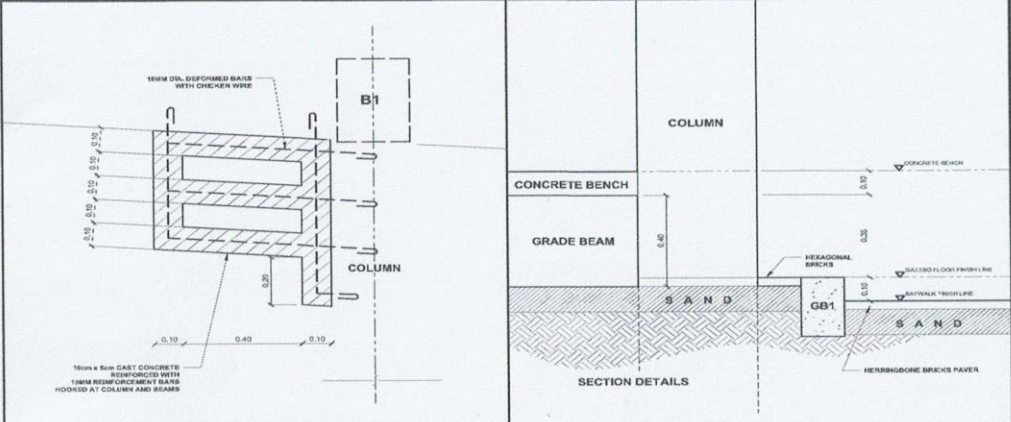 10MM DIA. DEFORMED BARS
WITH CHICKEN WIRE
B1
0.10
0.10
0.10
0.10
0.10
COLUMN
0.20
0.10
0.40
0.10
10cm x 5cm CAST CONCRETE
REINFORCED WITH
10MM REINFORCEMENT BARS
HOOKED AT COLUMN AND BEAMS
COLUMN
CONCRETE BENCH
CONCRETE BENCH
0.10
GRADE BEAM
0.40
HEXAGONAL
BRICKS
GAZEBO FLOOR FINISH LINE
0.10
BAYWALK FINISH LINE
SAND
GB1
SAND
HERRINGBONE BRICKS PAVER
SECTION DETAILS